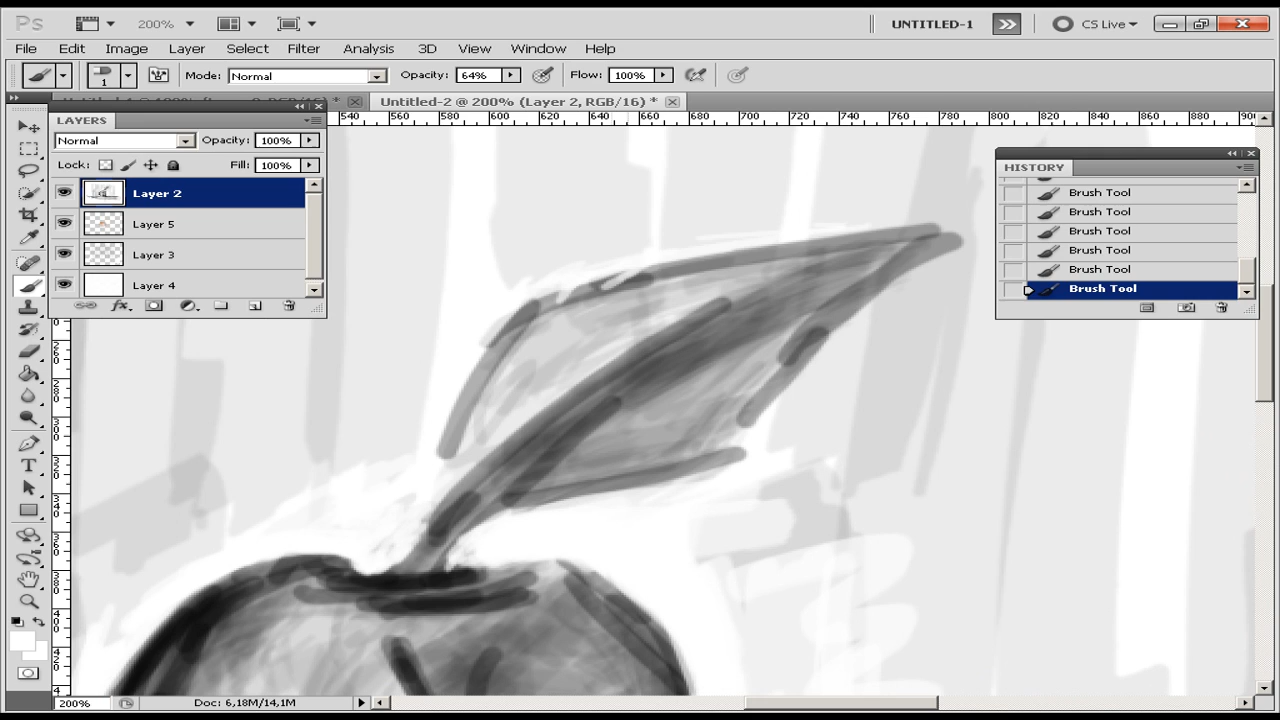 Ps 200% UNTITLED-1 CS Live
File Edit Image Layer Select Filter Analysis 3D View Window Help
1 Mode: Normal Opacity: 64% Flow: 100%
Untitled-2 @ 200% (Layer 2, RGB/16) *
540 560 580 600 620 640 660 680 700 720 740 760 780 800 820 840 860 880 900
LAYERS
Normal Opacity: 100%
Lock: Fill: 100%
Layer 2
Layer 5
Layer 3
Layer 4
HISTORY
Brush Tool
Brush Tool
Brush Tool
Brush Tool
Brush Tool
Brush Tool
200% Doc: 6,18M/14,1M